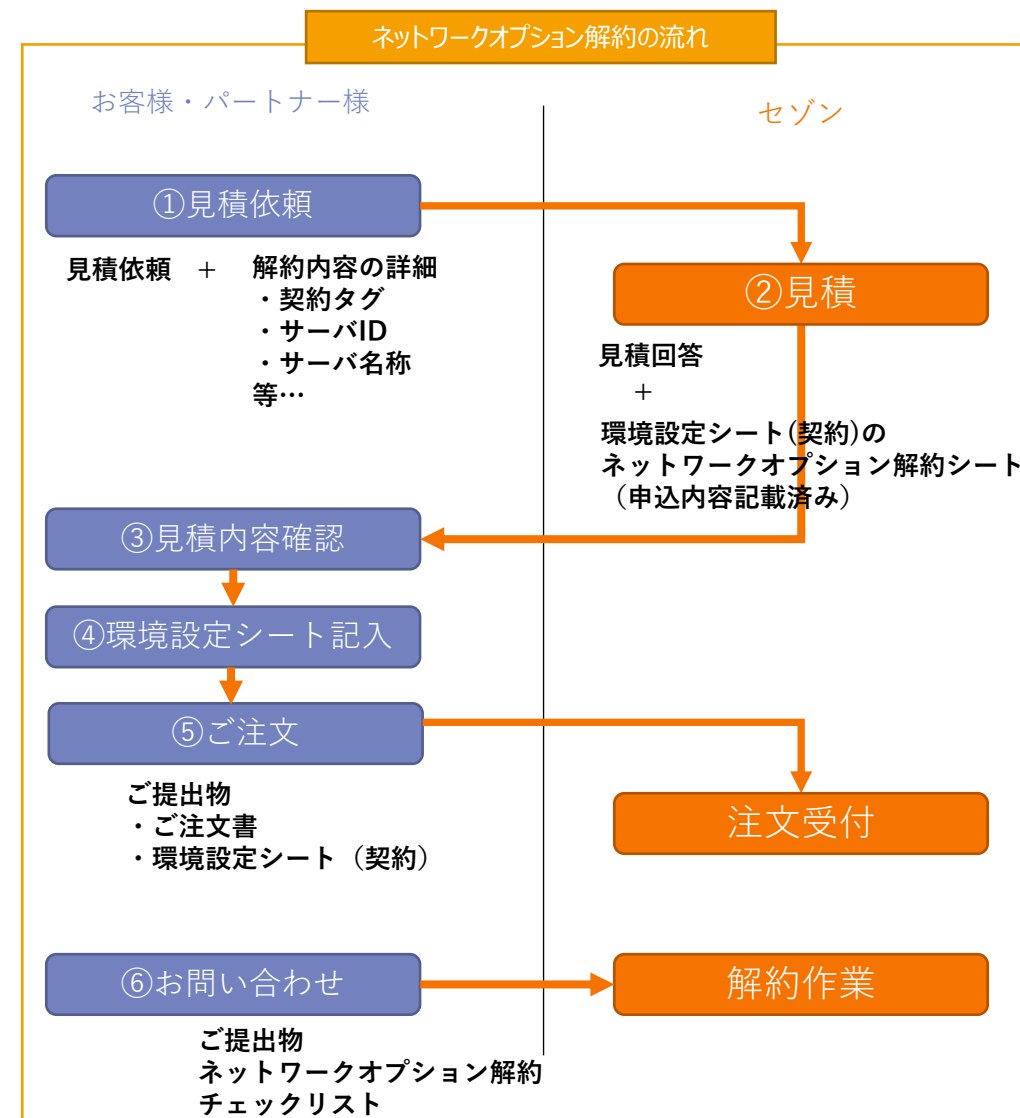 ネットワークオプション解約の流れ
お客様・パートナー様
セゾン
①見積依頼
見積依頼 + 解約内容の詳細
・契約タグ
・サーバID
・サーバ名称
等…
②見積
見積回答
+
環境設定シート(契約)の
ネットワークオプション解約シート
（申込内容記載済み）
③見積内容確認
④環境設定シート記入
⑤ご注文
ご提出物
・ご注文書
・環境設定シート（契約）
注文受付
⑥お問い合わせ
解約作業
ご提出物
ネットワークオプション解約
チェックリスト